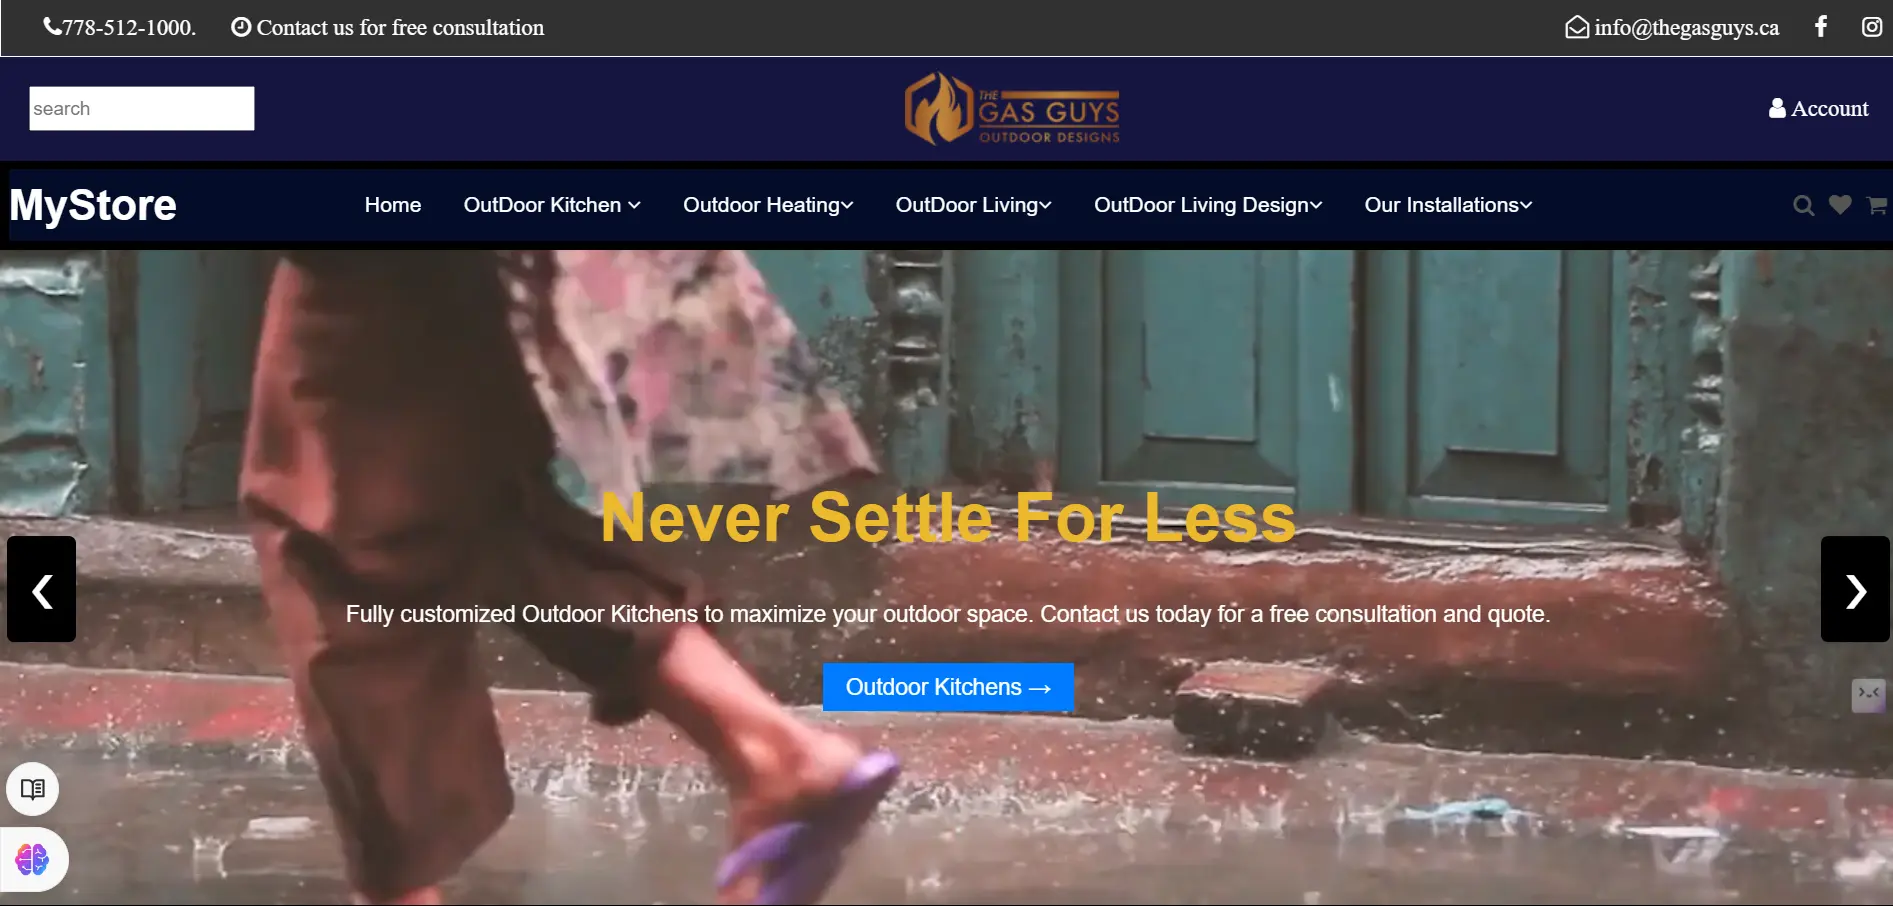 778-512-1000.
Contact us for free consultation
info@thegasguys.ca
search
THE
GAS GUYS
OUTDOOR DESIGNS
Account
MyStore
Home
OutDoor Kitchen
Outdoor Heating
OutDoor Living
OutDoor Living Design
Our Installations
Never Settle For Less
Fully customized Outdoor Kitchens to maximize your outdoor space. Contact us today for a free consultation and quote.
Outdoor Kitchens →